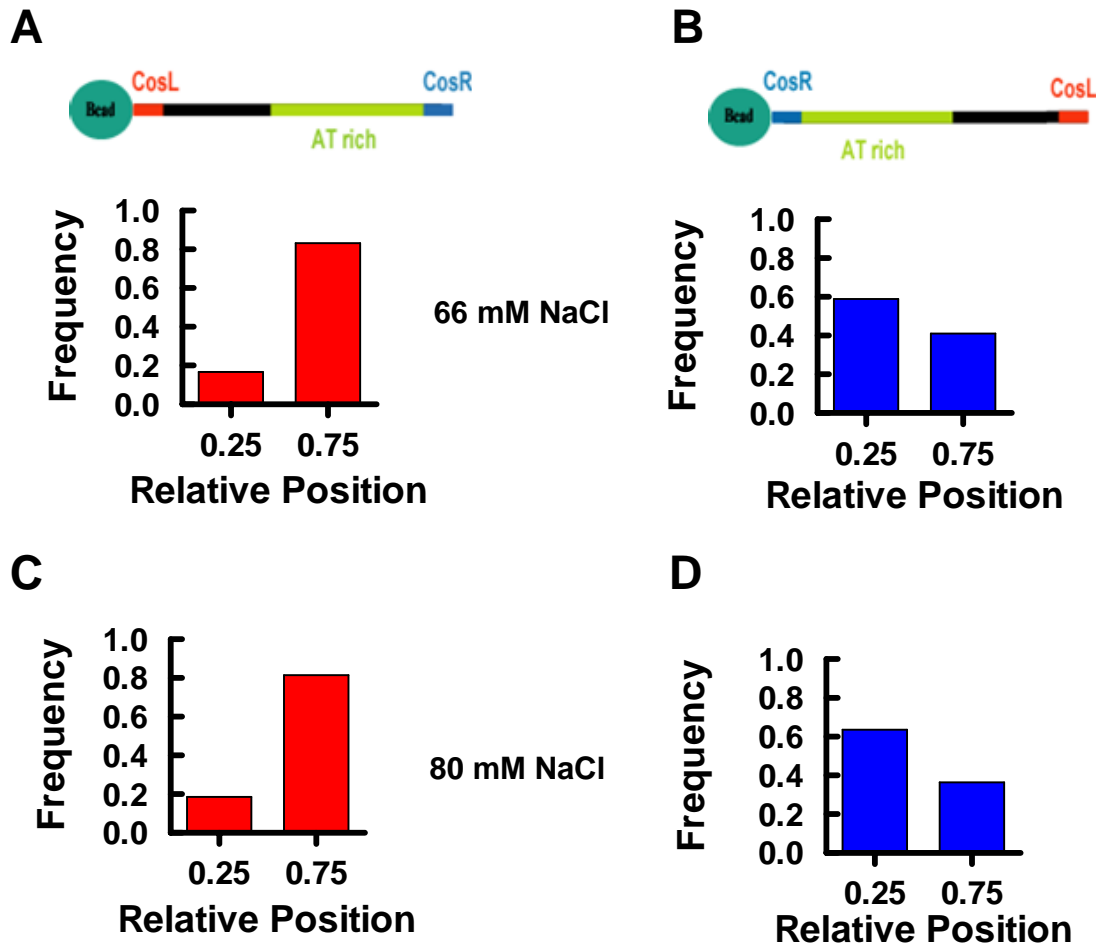 A
CosL
CosR
Bead
AT rich
1.0
0.8
0.6
0.4
0.2
0.0
Frequency
0.25 0.75
Relative Position
66 mM NaCl
B
CosR
CosL
Bead
AT rich
1.0
0.8
0.6
0.4
0.2
0.0
Frequency
0.25 0.75
Relative Position
C
1.0
0.8
0.6
0.4
0.2
0.0
Frequency
0.25 0.75
Relative Position
80 mM NaCl
D
1.0
0.8
0.6
0.4
0.2
0.0
Frequency
0.25 0.75
Relative Position